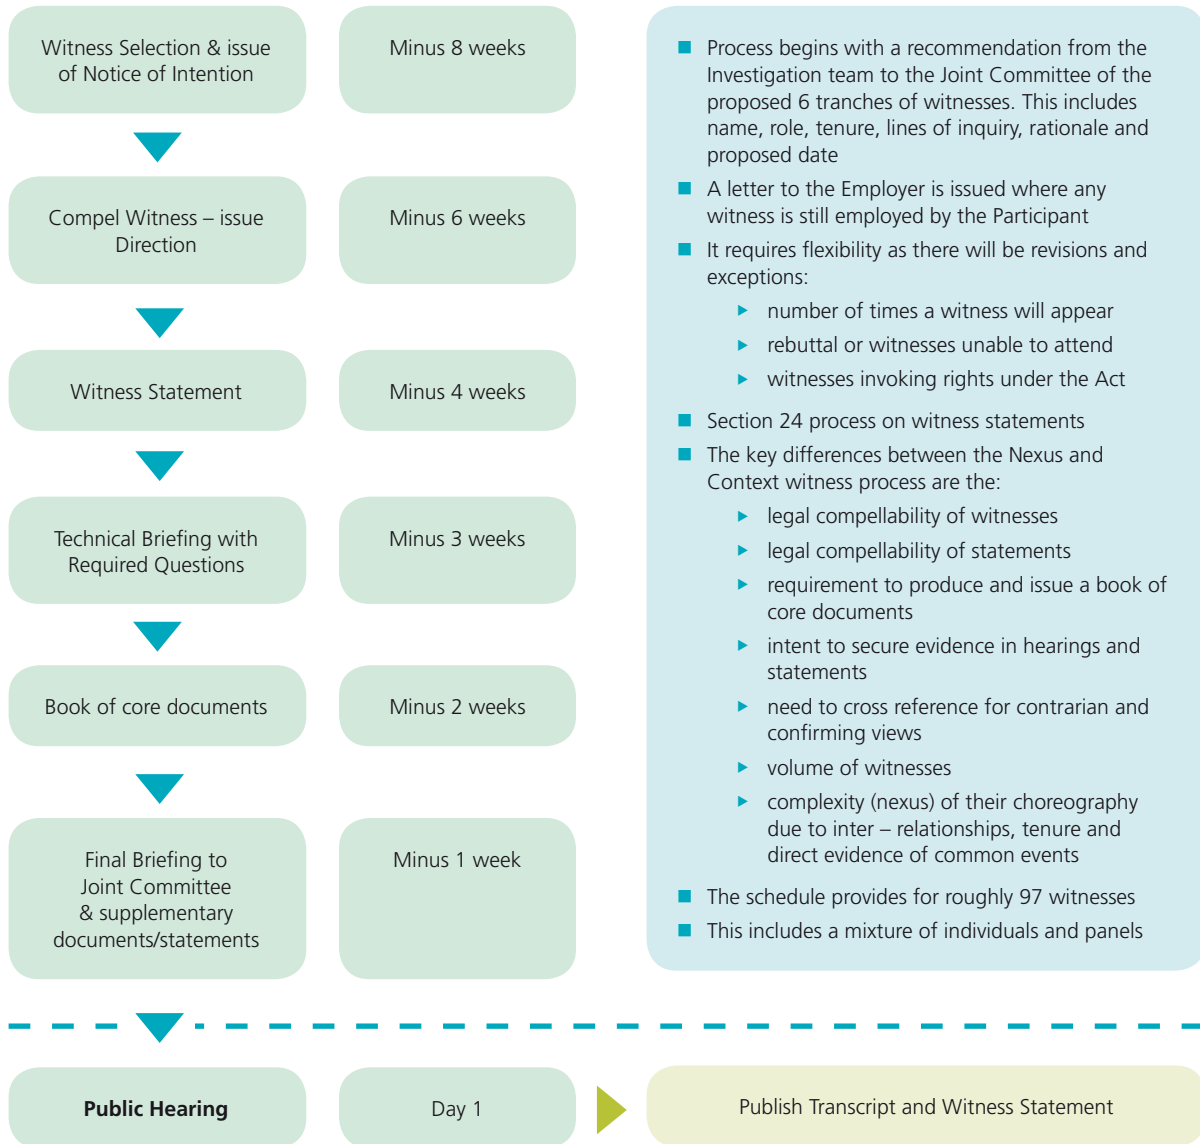 Witness Selection & issue
of Notice of Intention
Minus 8 weeks
Compel Witness – issue
Direction
Minus 6 weeks
Witness Statement
Minus 4 weeks
Technical Briefing with
Required Questions
Minus 3 weeks
Book of core documents
Minus 2 weeks
Final Briefing to
Joint Committee
& supplementary
documents/statements
Minus 1 week
■ Process begins with a recommendation from the
Investigation team to the Joint Committee of the
proposed 6 tranches of witnesses. This includes
name, role, tenure, lines of inquiry, rationale and
proposed date
■ A letter to the Employer is issued where any
witness is still employed by the Participant
■ It requires flexibility as there will be revisions and
exceptions:
▶ number of times a witness will appear
▶ rebuttal or witnesses unable to attend
▶ witnesses invoking rights under the Act
■ Section 24 process on witness statements
■ The key differences between the Nexus and
Context witness process are the:
▶ legal compellability of witnesses
▶ legal compellability of statements
▶ requirement to produce and issue a book of
core documents
▶ intent to secure evidence in hearings and
statements
▶ need to cross reference for contrarian and
confirming views
▶ volume of witnesses
▶ complexity (nexus) of their choreography
due to inter – relationships, tenure and
direct evidence of common events
■ The schedule provides for roughly 97 witnesses
■ This includes a mixture of individuals and panels
Public Hearing
Day 1
Publish Transcript and Witness Statement